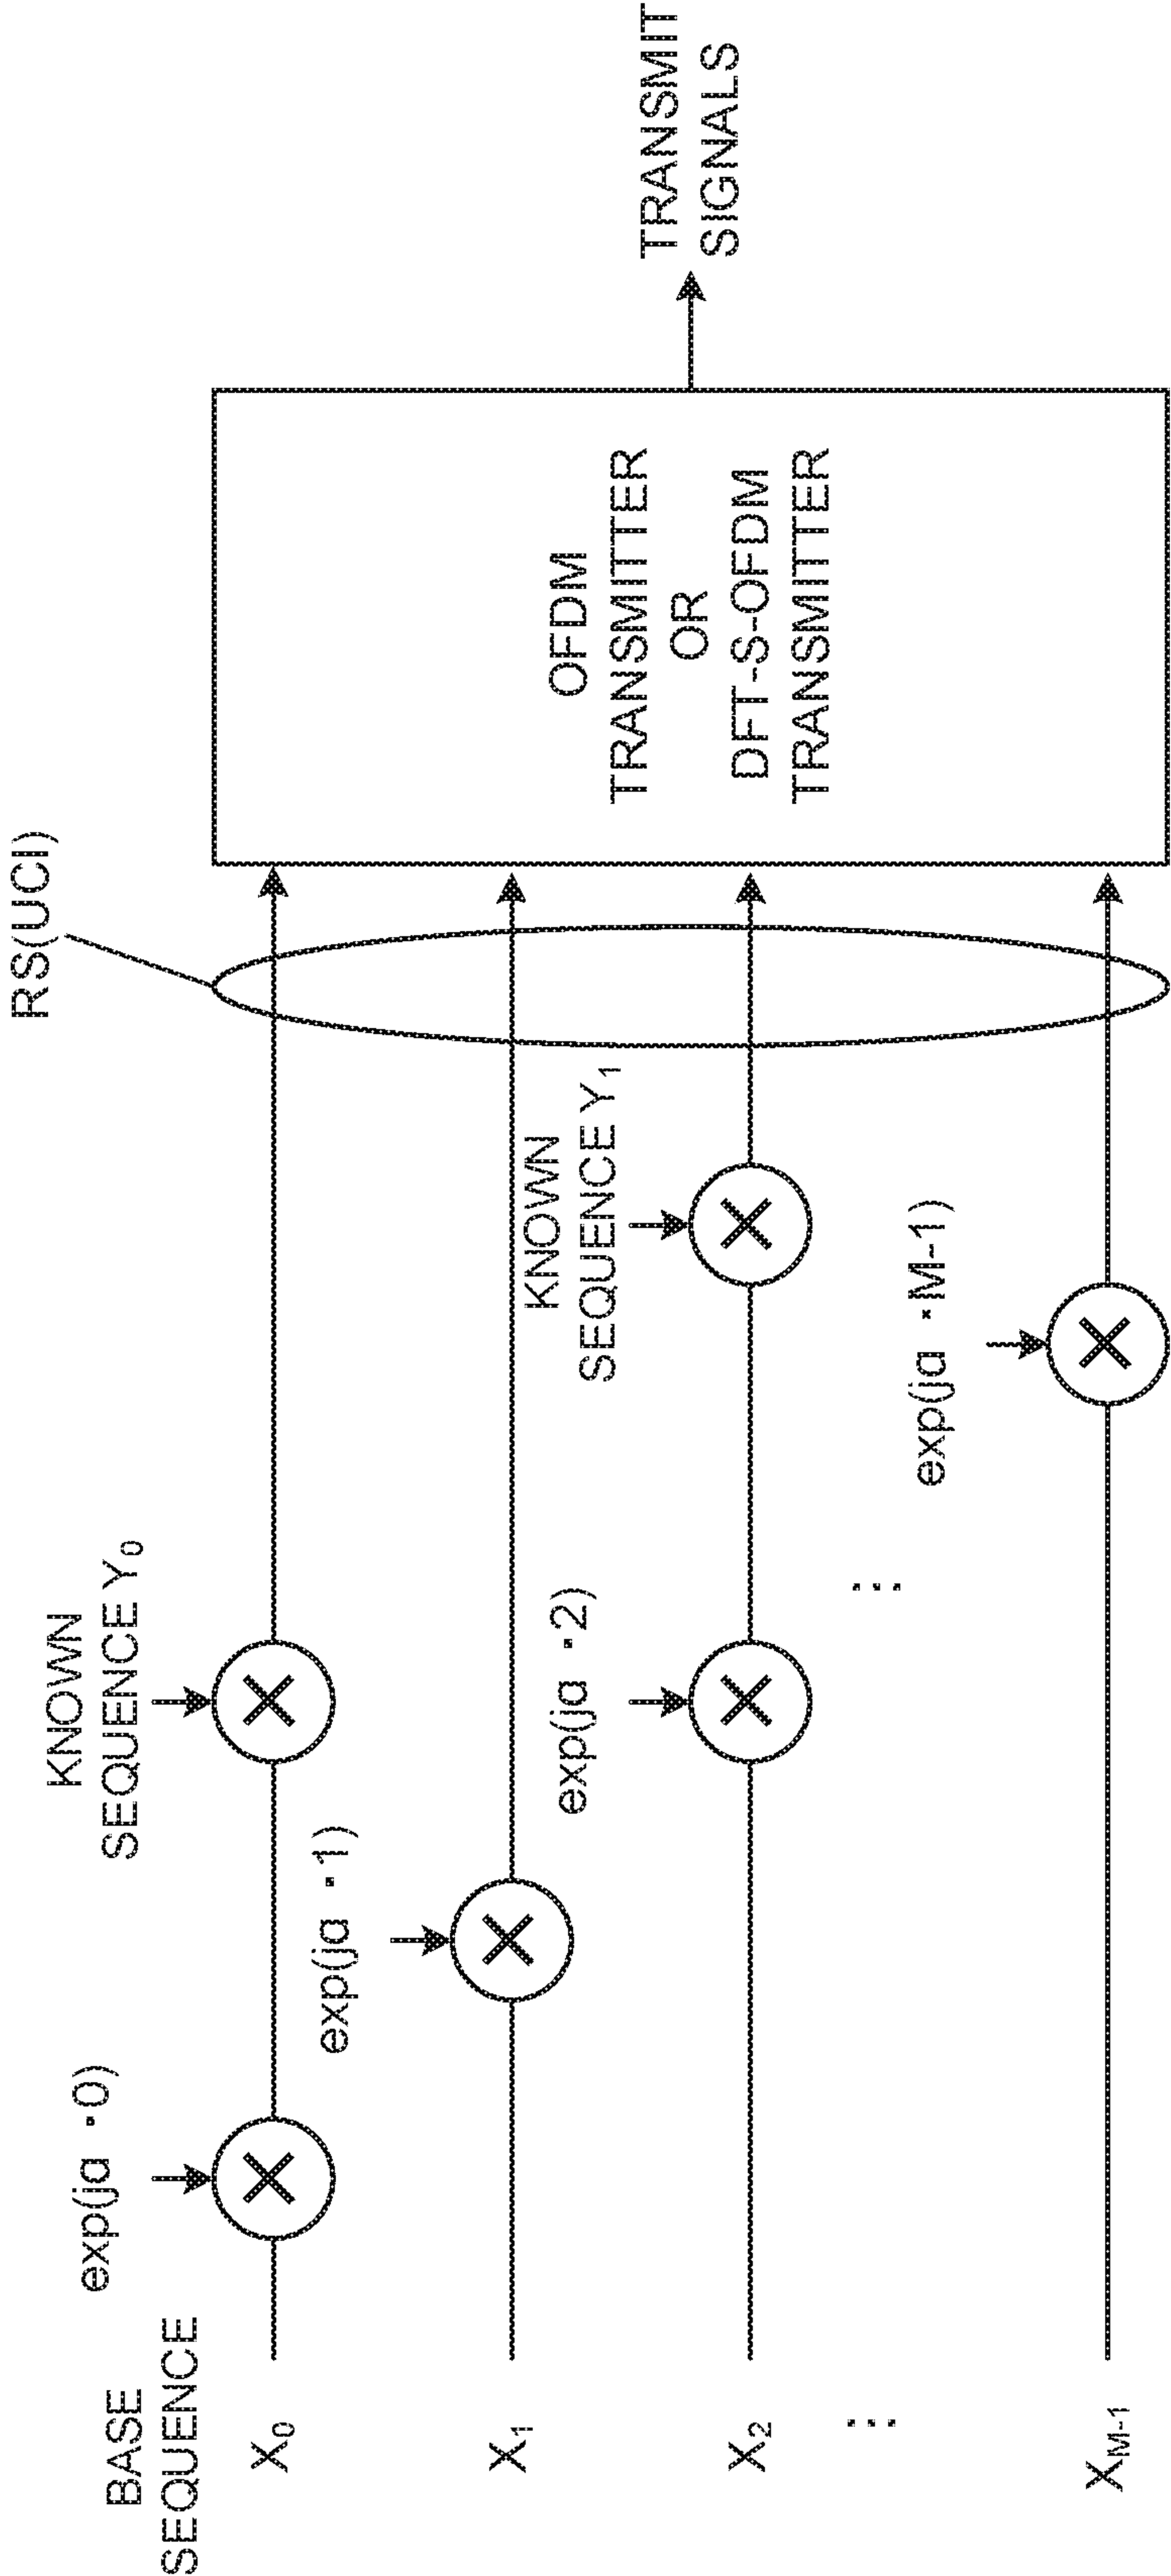 BASE
SEQUENCE
X0
X1
X2
⋮
XM-1
exp(jα ・0)
exp(jα ・1)
KNOWN
SEQUENCE Y0
exp(jα ・2)
⋮
exp(jα ・M-1)
KNOWN
SEQUENCE Y1
RS(UCI)
OFDM
TRANSMITTER
OR
DFT-S-OFDM
TRANSMITTER
TRANSMIT
SIGNALS